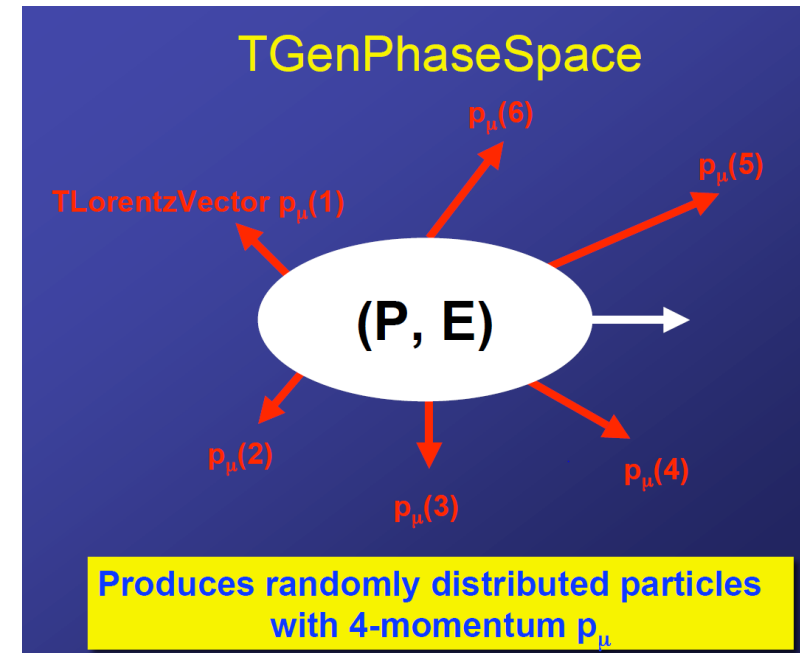 TGenPhaseSpace
pμ(6)
pμ(5)
TLorentzVector pμ(1)
(P, E)
pμ(2)
pμ(4)
pμ(3)
Produces randomly distributed particles
with 4-momentum pμ